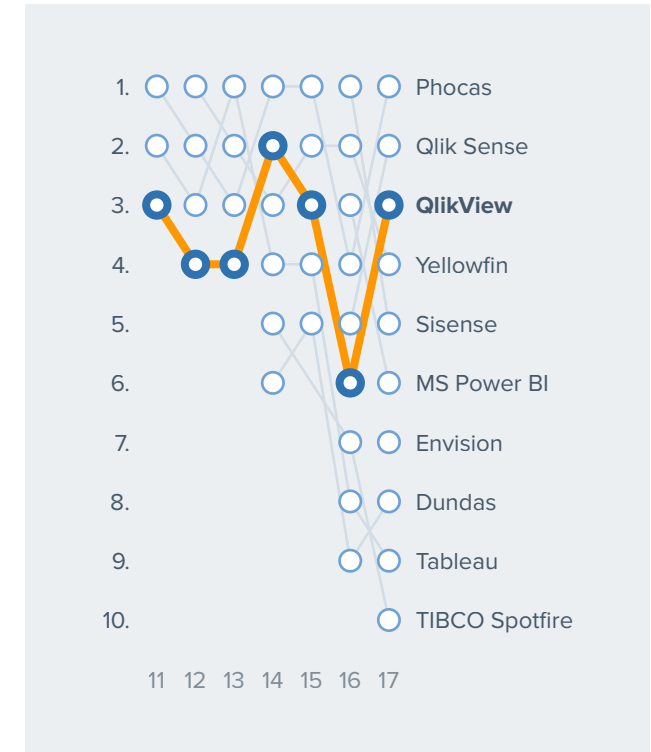 1. Phocas
2. Qlik Sense
3. QlikView
4. Yellowfin
5. Sisense
6. MS Power BI
7. Envision
8. Dundas
9. Tableau
10. TIBCO Spotfire
11 12 13 14 15 16 17